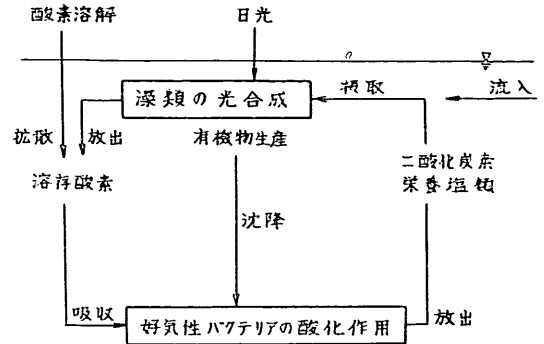 酸素溶解
日光
藻類の光合成
摂取
流入
拡散
放出
有機物生産
溶存酸素
二酸化炭素
栄養塩類
沈降
吸収
好気性バクテリアの酸化作用
放出